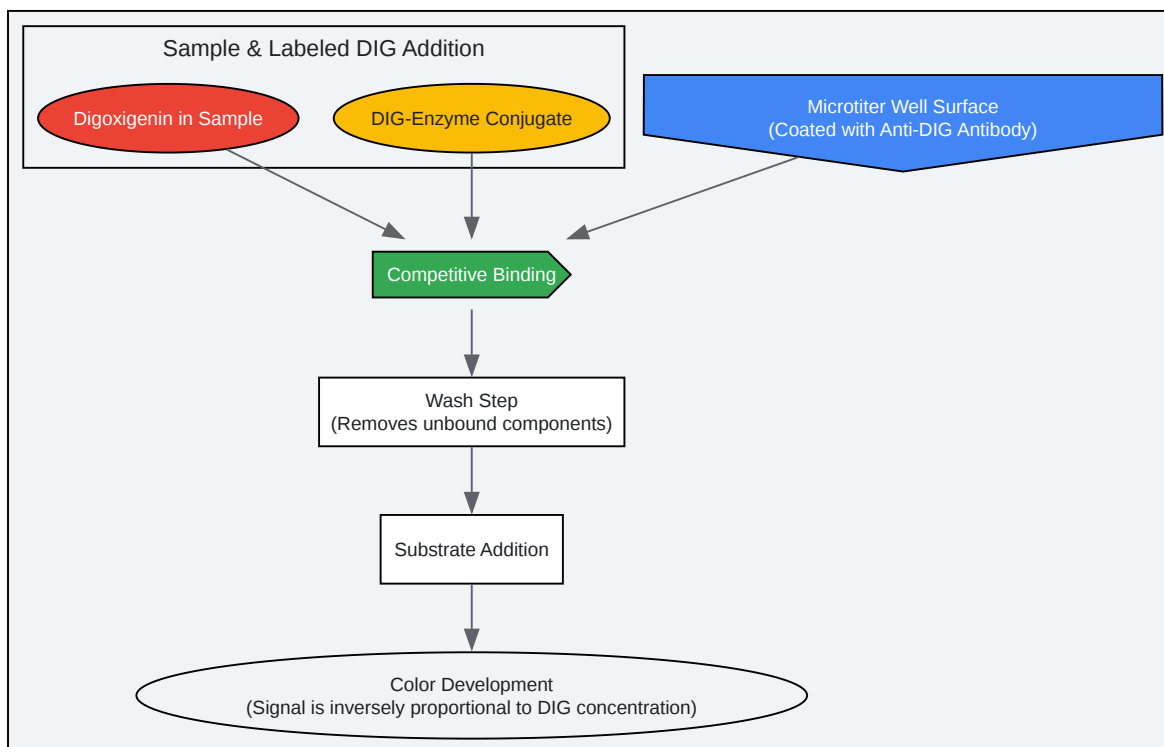 Sample & Labeled DIG Addition
Digoxigenin in Sample
DIG-Enzyme Conjugate
Microtiter Well Surface
(Coated with Anti-DIG Antibody)
Competitive Binding
Wash Step
(Removes unbound components)
Substrate Addition
Color Development
(Signal is inversely proportional to DIG concentration)